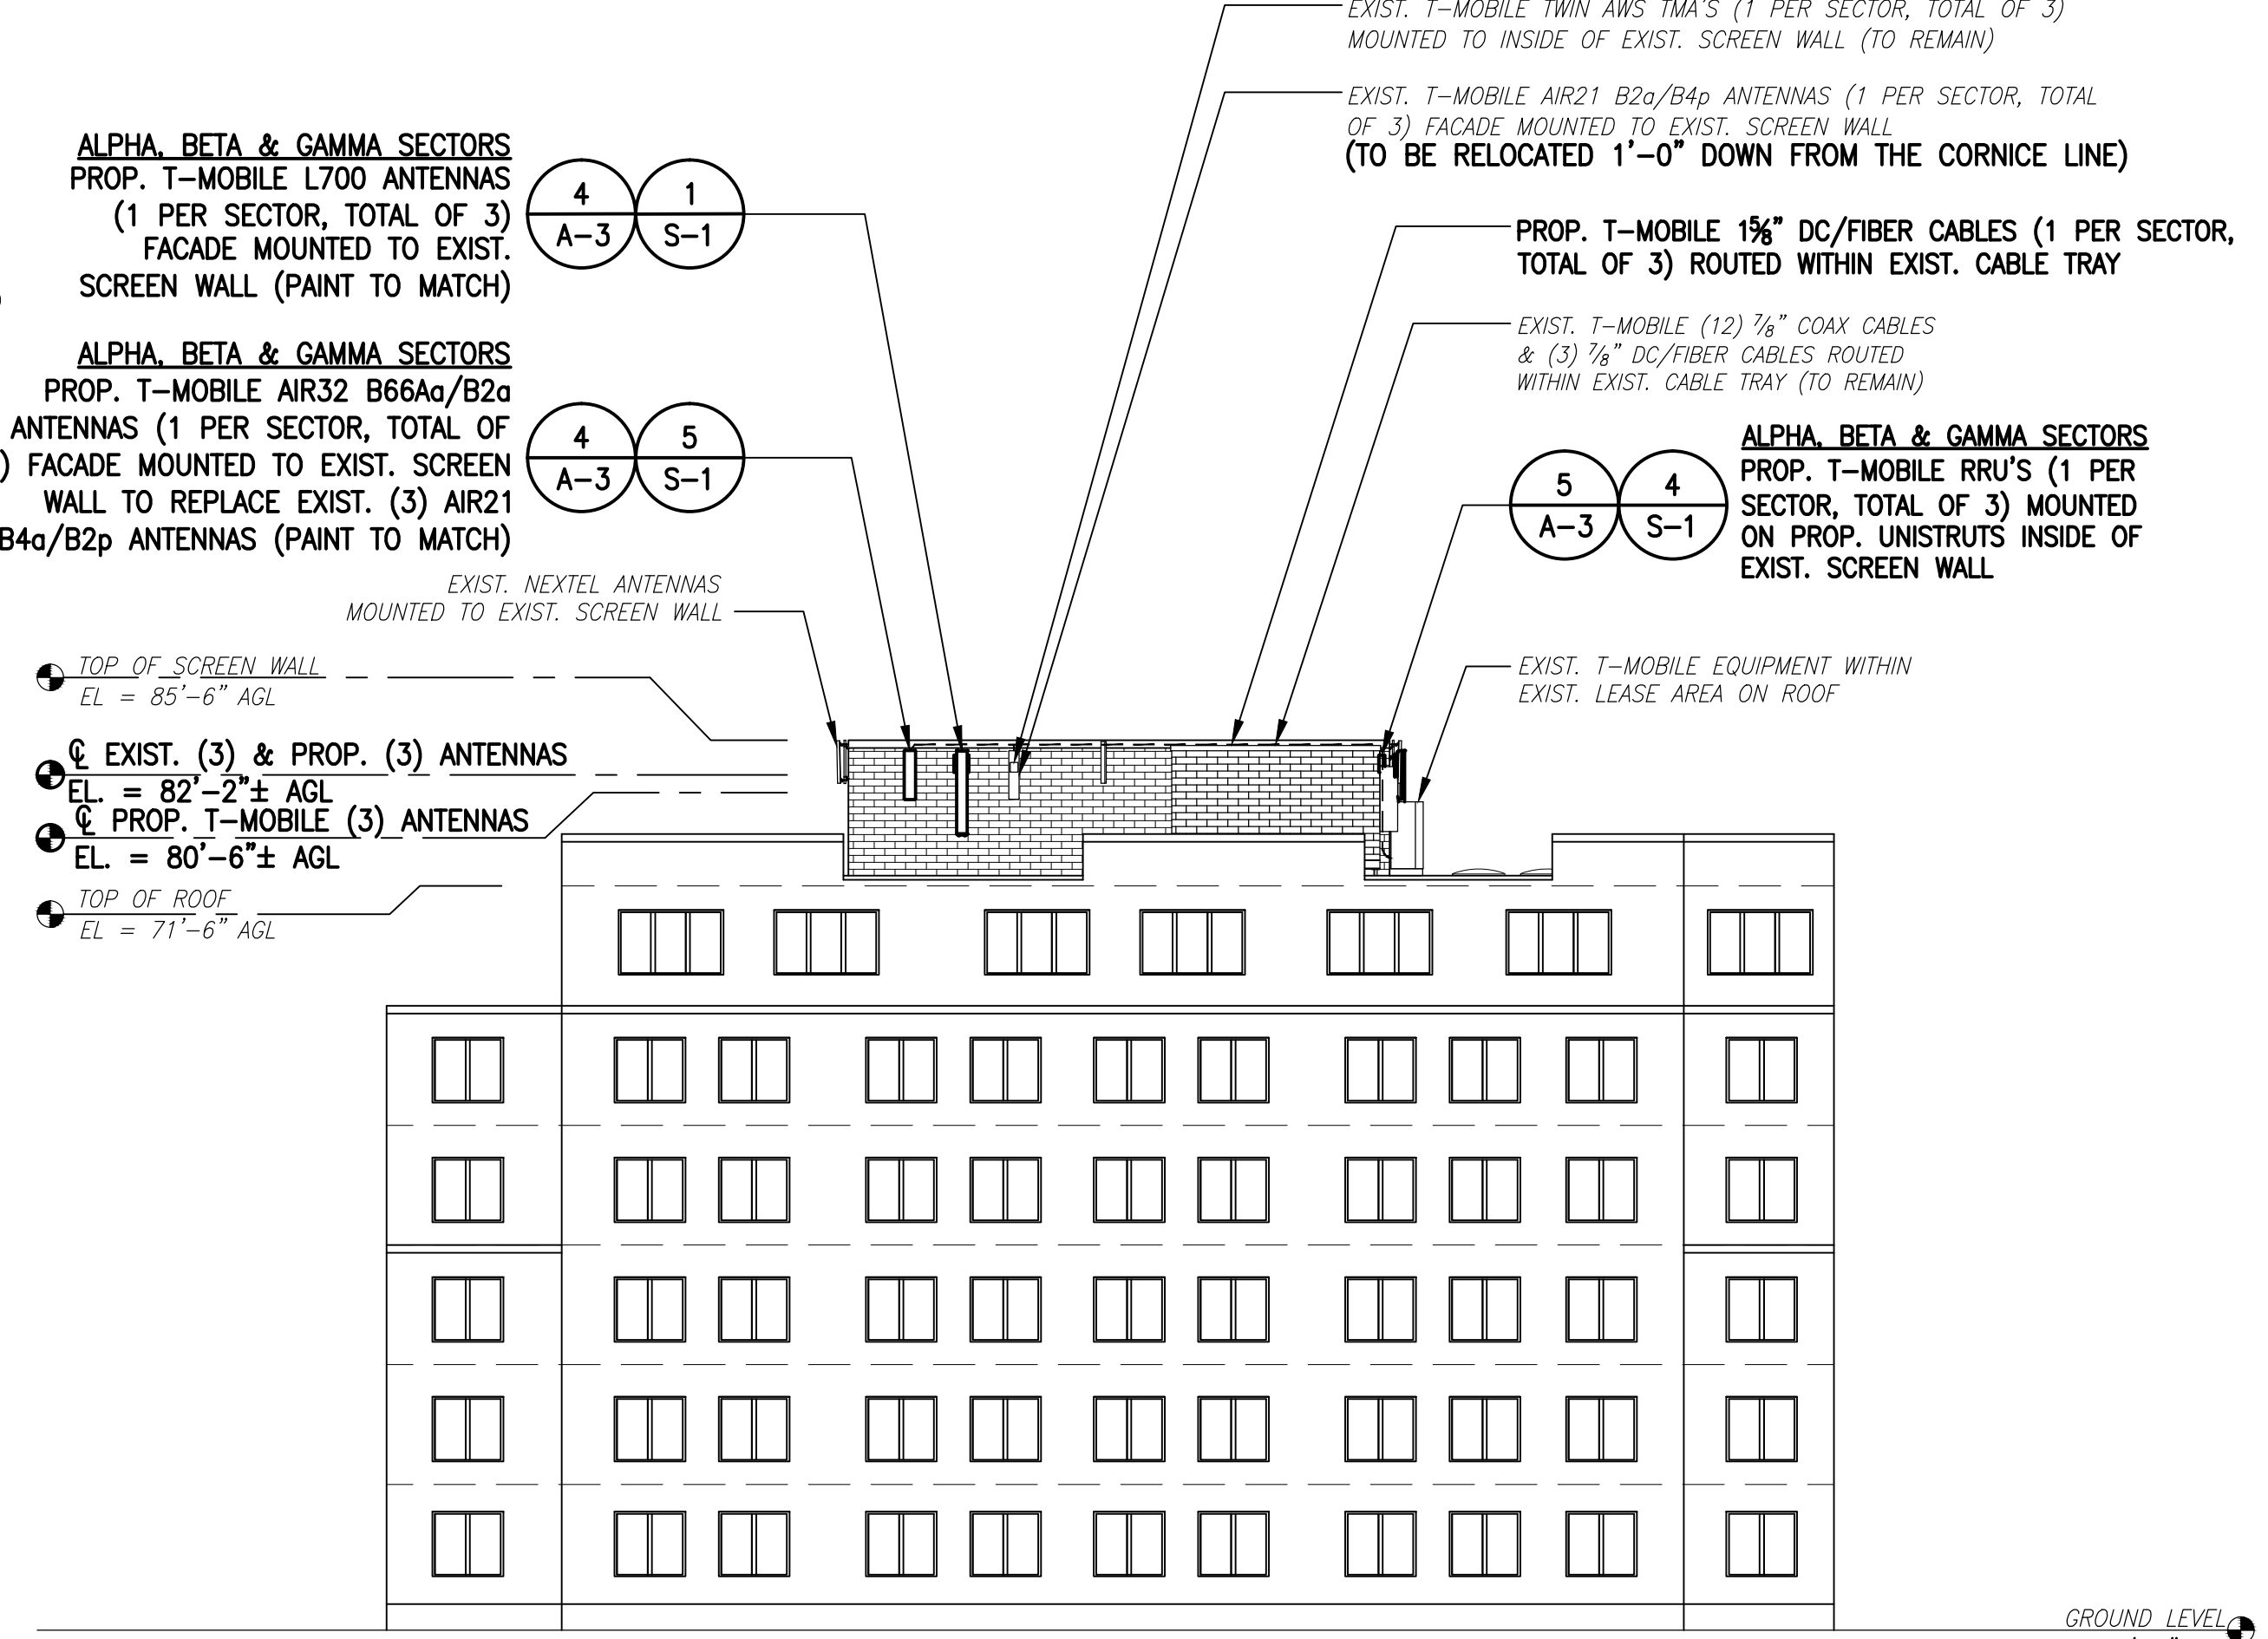 EXIST. T-MOBILE TWIN AWS TMA'S (1 PER SECTOR, TOTAL OF 3)
MOUNTED TO INSIDE OF EXIST. SCREEN WALL (TO REMAIN)
EXIST. T-MOBILE AIR21 B2a/B4p ANTENNAS (1 PER SECTOR, TOTAL
OF 3) FACADE MOUNTED TO EXIST. SCREEN WALL
(TO BE RELOCATED 1'-0" DOWN FROM THE CORNICE LINE)
ALPHA, BETA & GAMMA SECTORS
PROP. T-MOBILE L700 ANTENNAS
(1 PER SECTOR, TOTAL OF 3)
FACADE MOUNTED TO EXIST.
SCREEN WALL (PAINT TO MATCH)
4 1
A-3 S-1
PROP. T-MOBILE 1⅝" DC/FIBER CABLES (1 PER SECTOR,
TOTAL OF 3) ROUTED WITHIN EXIST. CABLE TRAY
EXIST. T-MOBILE (12) ⅞" COAX CABLES
& (3) ⅞" DC/FIBER CABLES ROUTED
WITHIN EXIST. CABLE TRAY (TO REMAIN)
ALPHA, BETA & GAMMA SECTORS
PROP. T-MOBILE AIR32 B66Aa/B2a
ANTENNAS (1 PER SECTOR, TOTAL OF
) FACADE MOUNTED TO EXIST. SCREEN
WALL TO REPLACE EXIST. (3) AIR21
B4a/B2p ANTENNAS (PAINT TO MATCH)
4 5
A-3 S-1
5 4
A-3 S-1
ALPHA, BETA & GAMMA SECTORS
PROP. T-MOBILE RRU'S (1 PER
SECTOR, TOTAL OF 3) MOUNTED
ON PROP. UNISTRUTS INSIDE OF
EXIST. SCREEN WALL
EXIST. NEXTEL ANTENNAS
MOUNTED TO EXIST. SCREEN WALL
TOP OF SCREEN WALL
EL = 85'-6" AGL
EXIST. T-MOBILE EQUIPMENT WITHIN
EXIST. LEASE AREA ON ROOF
℄ EXIST. (3) & PROP. (3) ANTENNAS
EL. = 82'-2"± AGL
℄ PROP. T-MOBILE (3) ANTENNAS
EL. = 80'-6"± AGL
TOP OF ROOF
EL = 71'-6" AGL
GROUND LEVEL